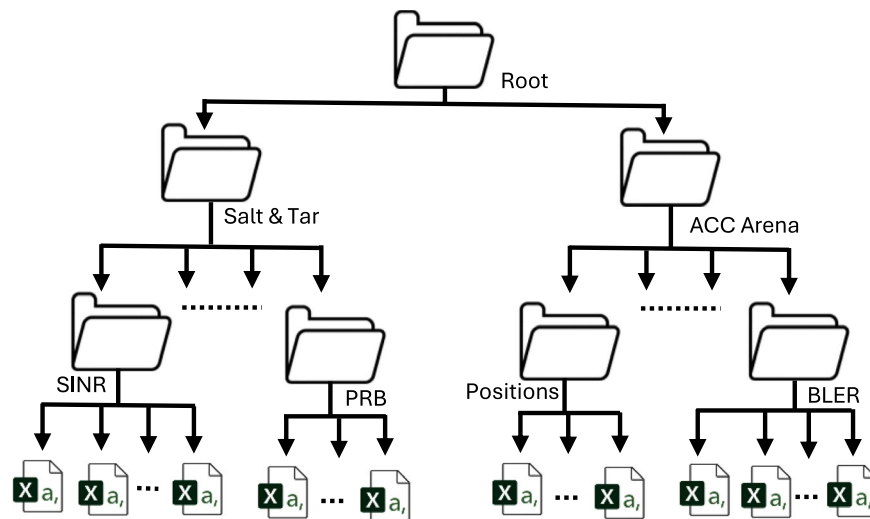 Root
Salt & Tar
ACC Arena
SINR
PRB
Positions
BLER
X a,
X a,
X a,
X a,
X a,
X a,
X a,
X a,
X a,
X a,